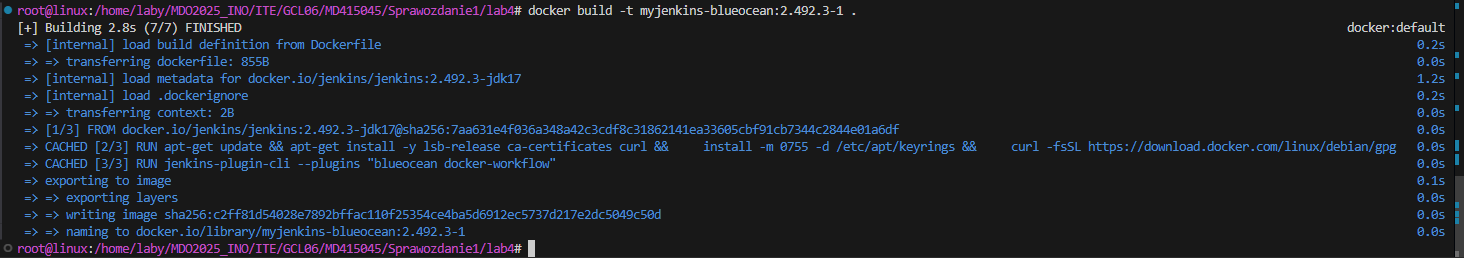 root@linux:/home/laby/MDO2025_INO/ITE/GCL06/MD415045/Sprawozdanie1/lab4# docker build -t myjenkins-blueocean:2.492.3-1 .
[+] Building 2.8s (7/7) FINISHED docker:default
=> [internal] load build definition from Dockerfile 0.2s
=> => transferring dockerfile: 855B 0.0s
=> [internal] load metadata for docker.io/jenkins/jenkins:2.492.3-jdk17 1.2s
=> [internal] load .dockerignore 0.2s
=> => transferring context: 2B 0.0s
=> [1/3] FROM docker.io/jenkins/jenkins:2.492.3-jdk17@sha256:7aa631e4f036a348a42c3cdf8c31862141ea33605cbf91cb7344c2844e01a6df 0.0s
=> CACHED [2/3] RUN apt-get update && apt-get install -y lsb-release ca-certificates curl && install -m 0755 -d /etc/apt/keyrings && curl -fsSL https://download.docker.com/linux/debian/gpg 0.0s
=> CACHED [3/3] RUN jenkins-plugin-cli --plugins "blueocean docker-workflow" 0.0s
=> exporting to image 0.1s
=> => exporting layers 0.0s
=> => writing image sha256:c2ff81d54028e7892bffac110f25354ce4ba5d6912ec5737d217e2dc5049c50d 0.0s
=> => naming to docker.io/library/myjenkins-blueocean:2.492.3-1 0.0s
root@linux:/home/laby/MDO2025_INO/ITE/GCL06/MD415045/Sprawozdanie1/lab4#